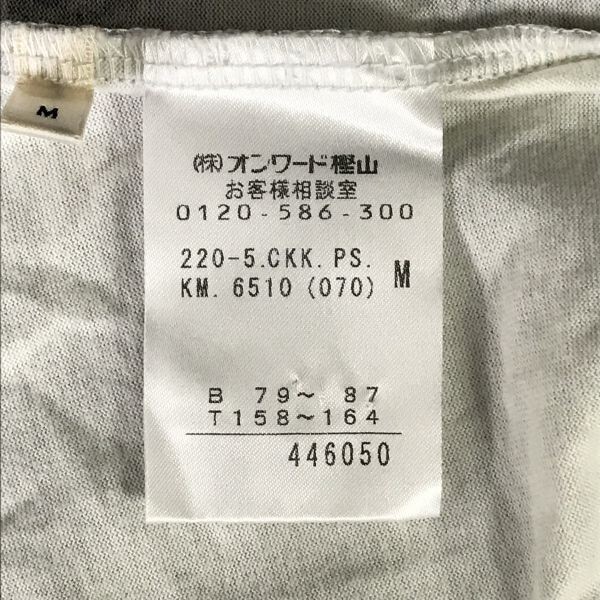 M
㈱オンワード樫山
お客様相談室
0120-586-300
220-5.CKK.PS.
KM.6510(070) M
B 79～ 87
T158～164
446050